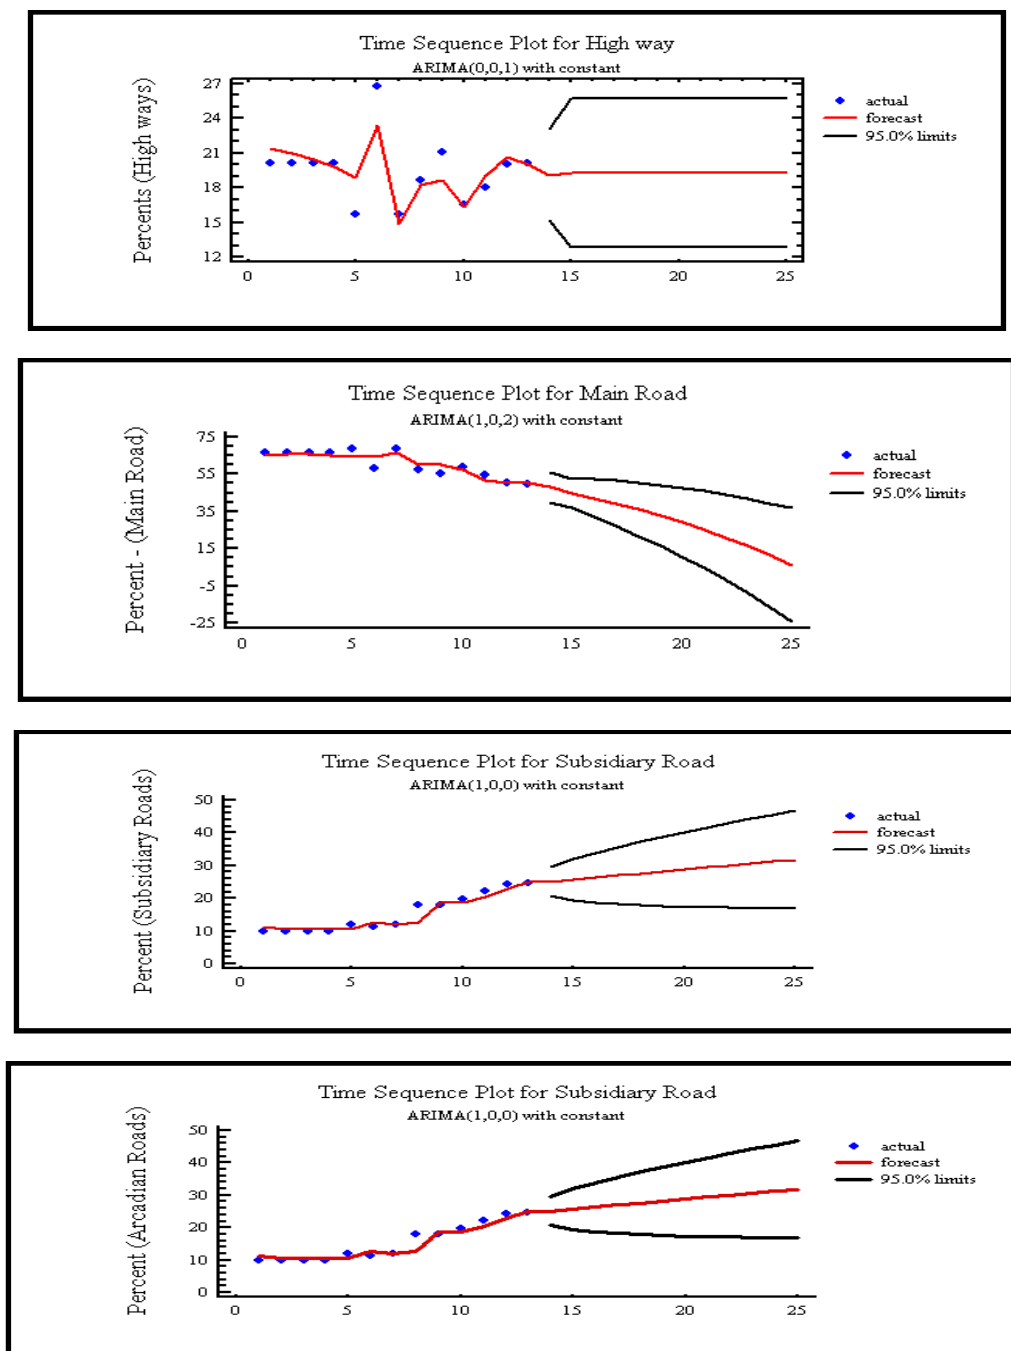 Time Sequence Plot for High way
ARIMA(0,0,1) with constant
Percents (High ways)
27
24
21
18
15
12
0 5 10 15 20 25
actual
forecast
95.0% limits
Time Sequence Plot for Main Road
ARIMA(1,0,2) with constant
Percent - (Main Road)
75
55
35
15
-5
-25
0 5 10 15 20 25
actual
forecast
95.0% limits
Time Sequence Plot for Subsidiary Road
ARIMA(1,0,0) with constant
Percent (Subsidiary Roads)
50
40
30
20
10
0
0 5 10 15 20 25
actual
forecast
95.0% limits
Time Sequence Plot for Subsidiary Road
ARIMA(1,0,0) with constant
Percent (Arcadian Roads)
50
40
30
20
10
0
0 5 10 15 20 25
actual
forecast
95.0% limits